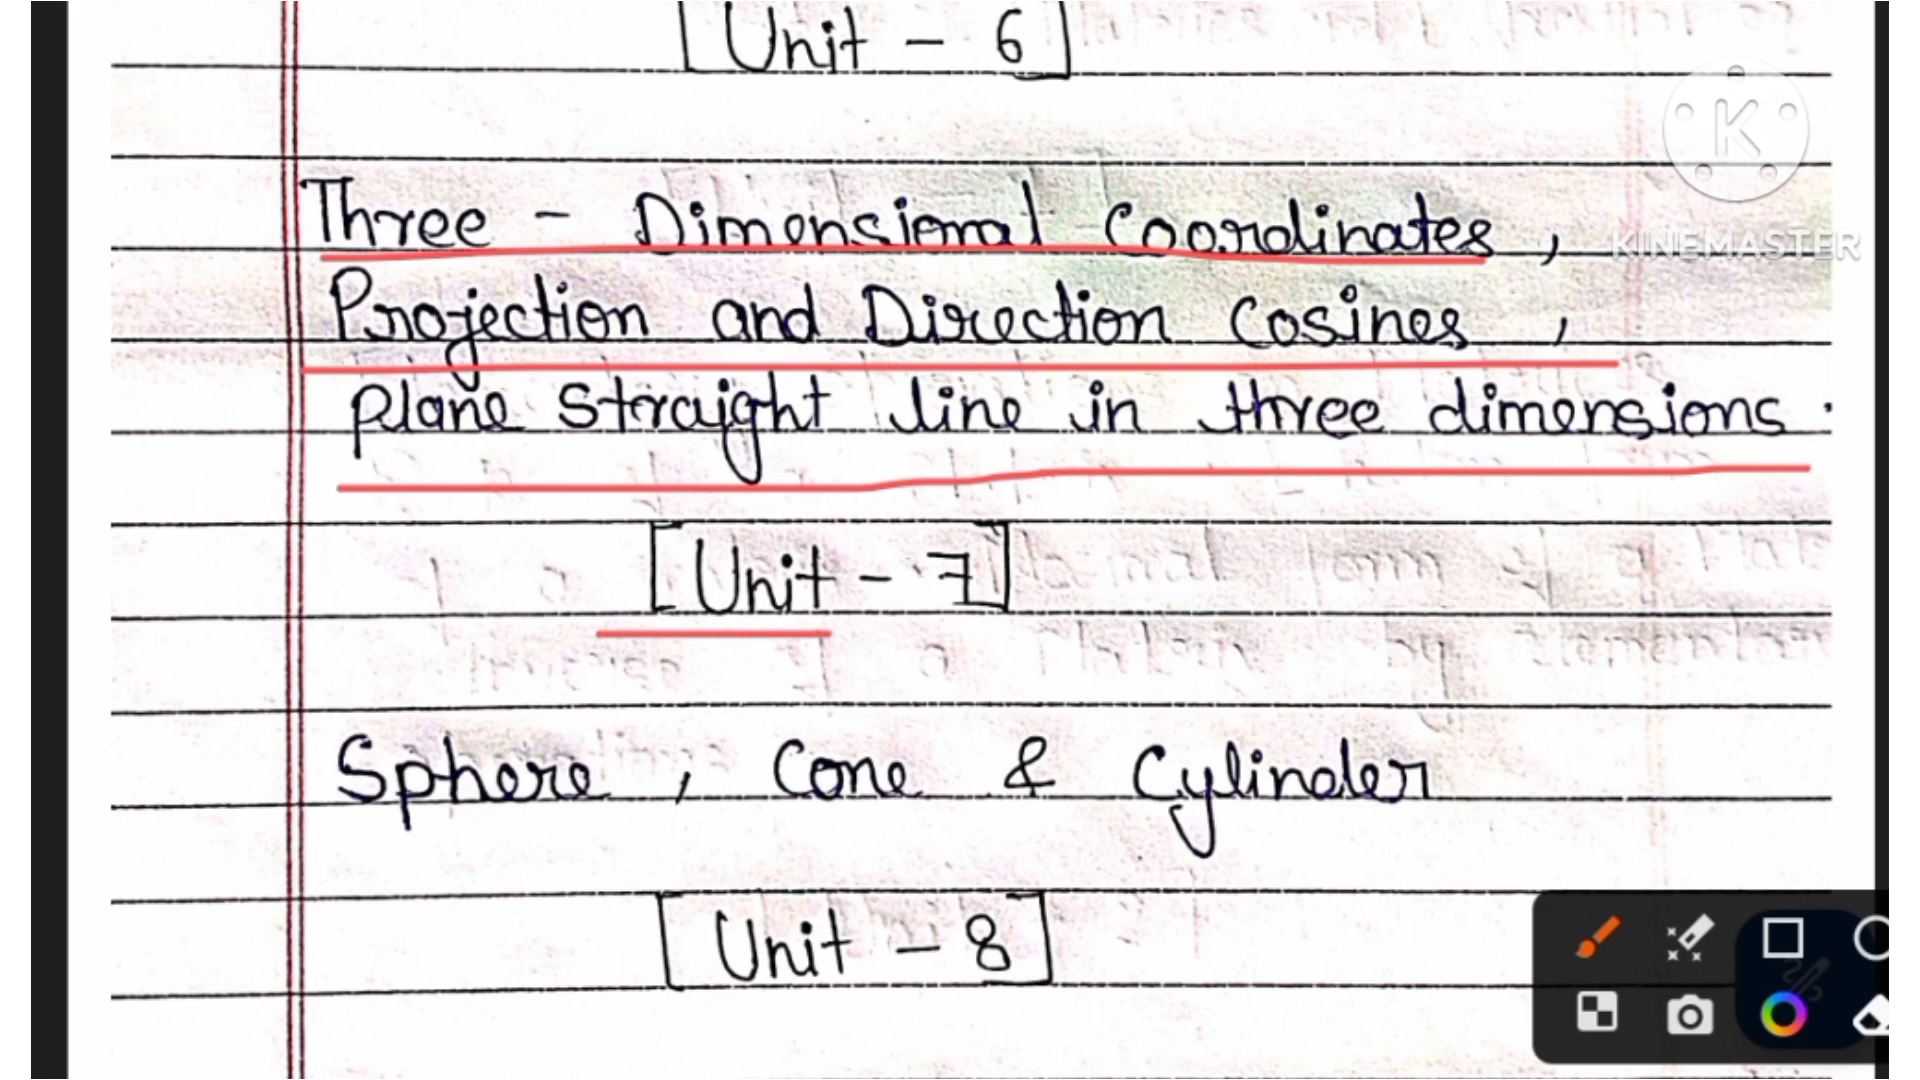 [Unit - 6]
Three - Dimensional Coordinates,
Projection and Direction Cosines,
plane straight line in three dimensions.
[Unit - 7]
Sphere, Cone & Cylinder
[Unit - 8]
K
KINEMASTER